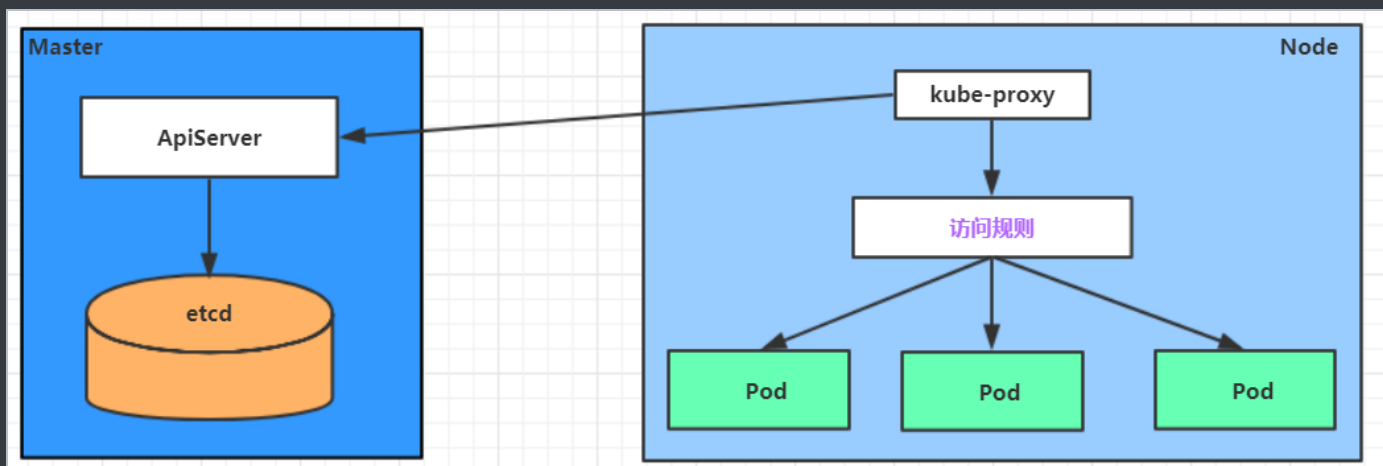 Master
Node
kube-proxy
ApiServer
访问规则
etcd
Pod
Pod
Pod